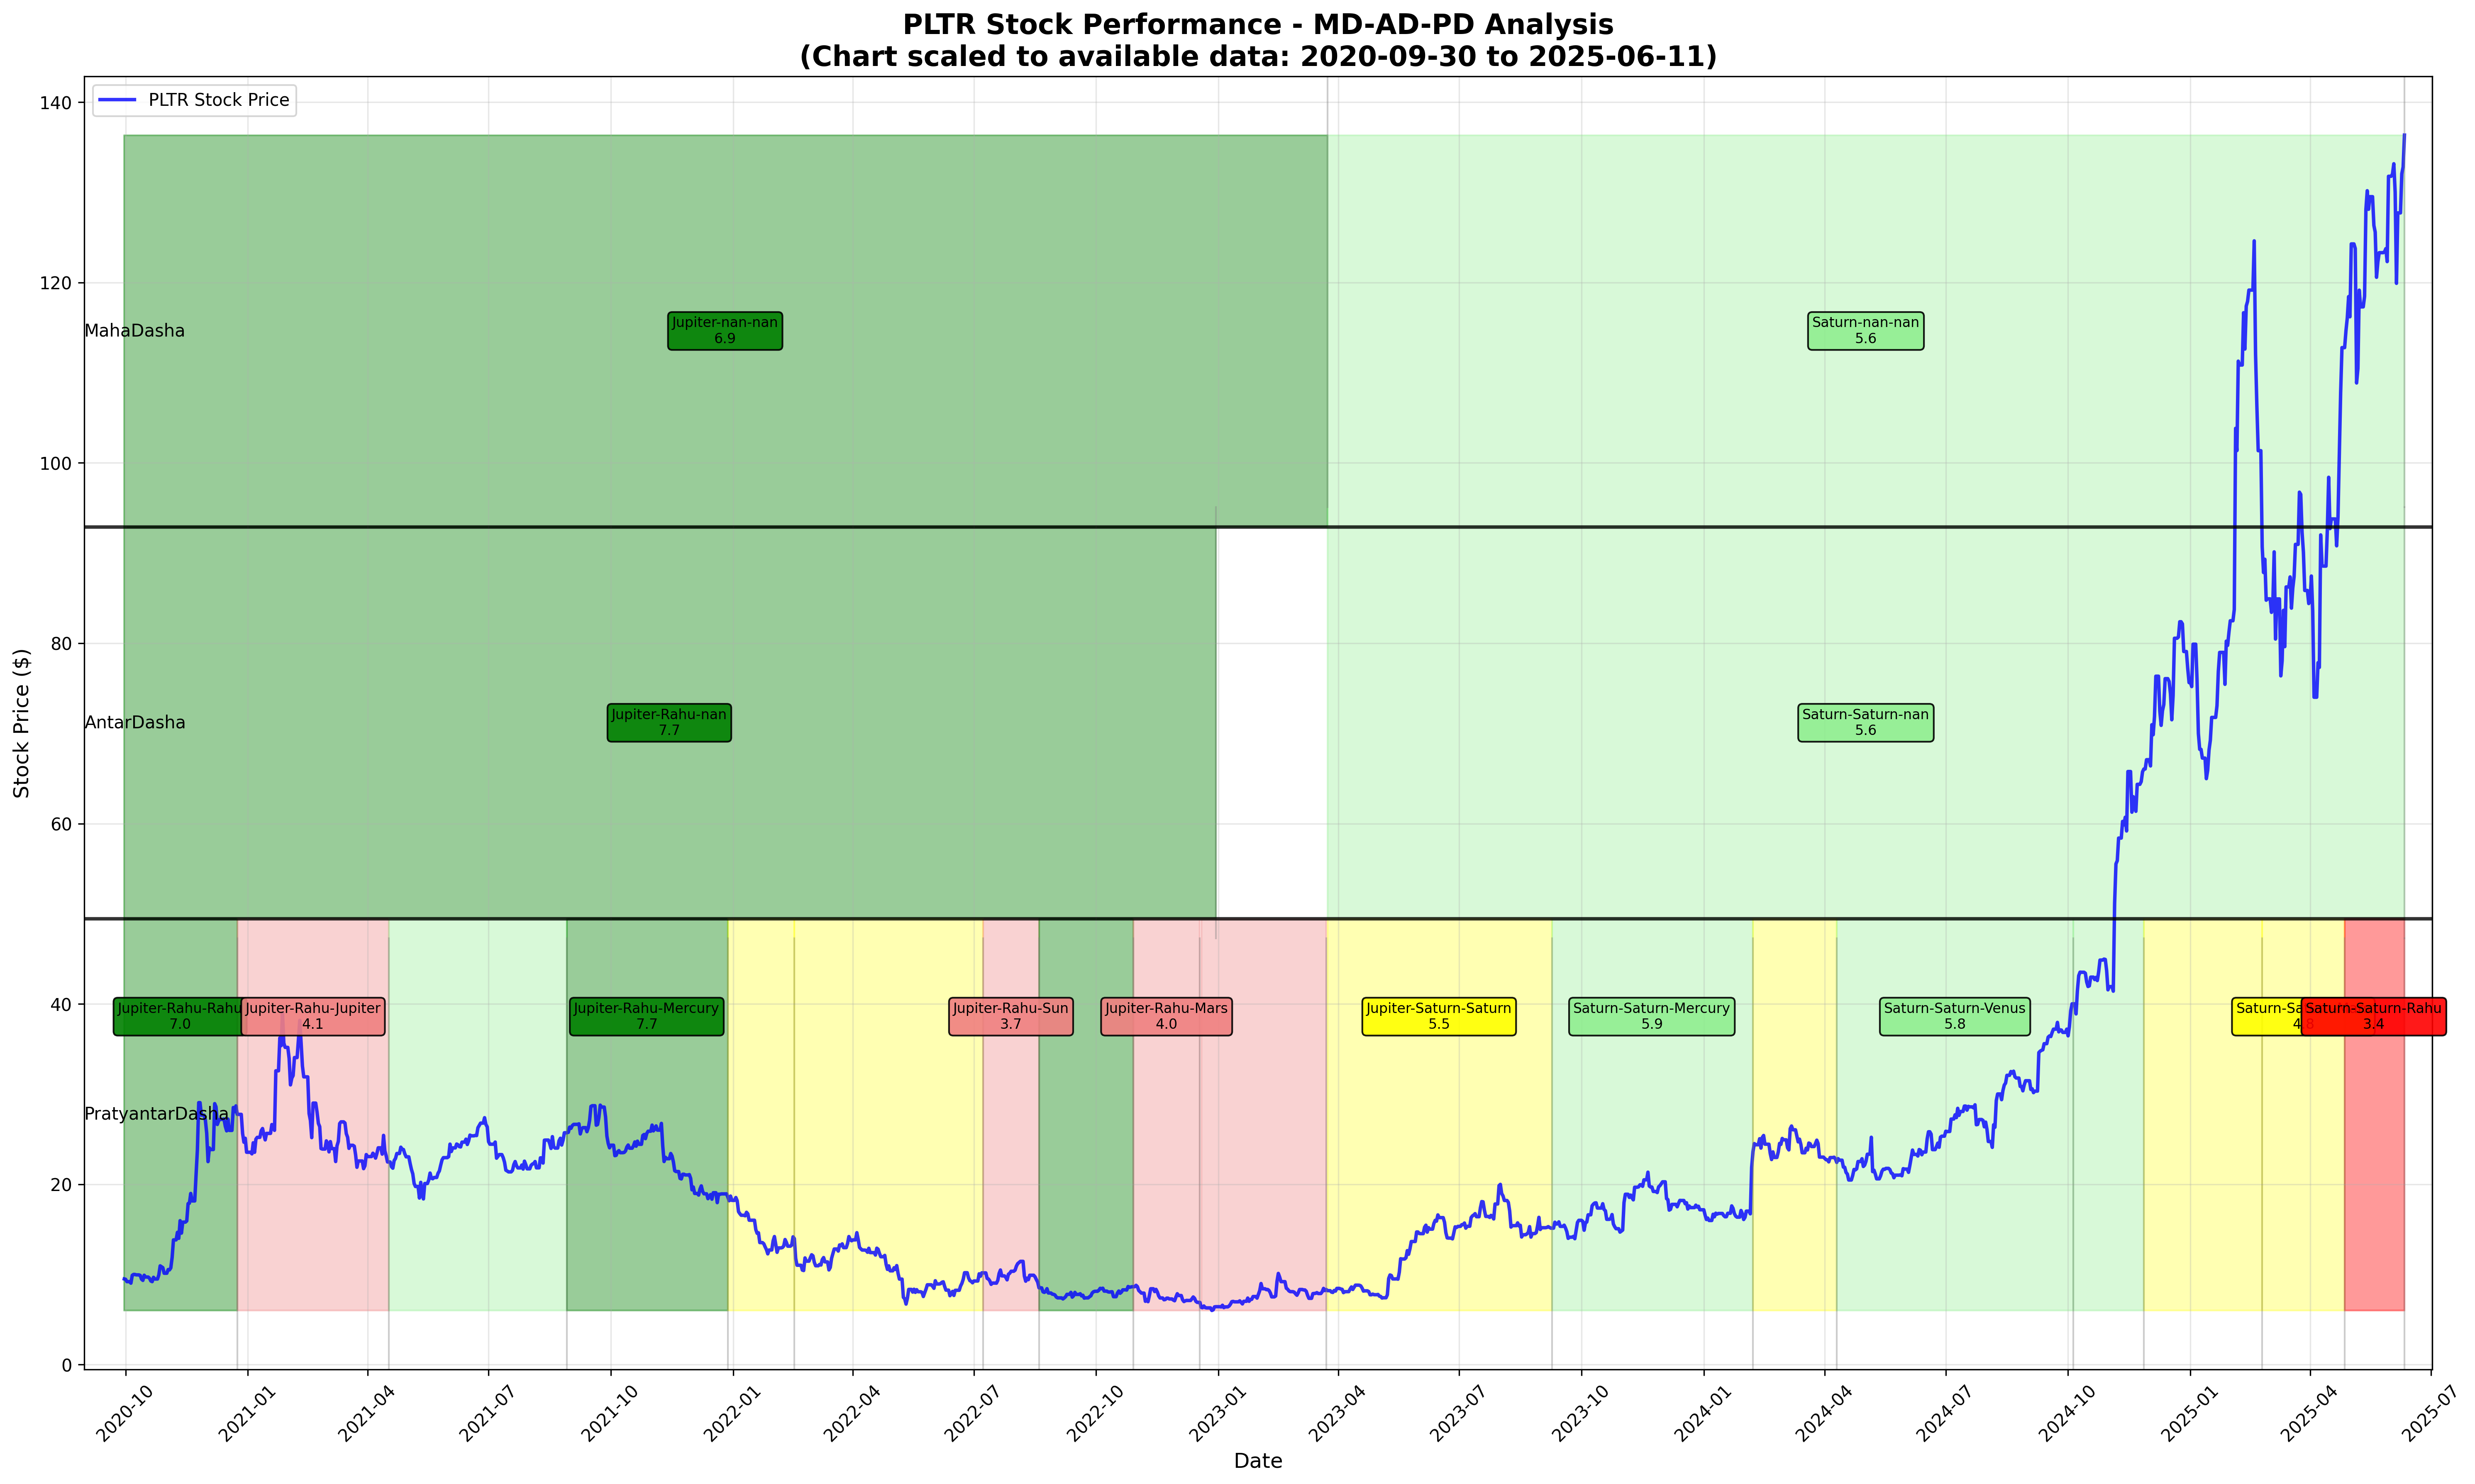 PLTR Stock Performance - MD-AD-PD Analysis
(Chart scaled to available data: 2020-09-30 to 2025-06-11)
PLTR Stock Price
Stock Price ($)
140
120
100
80
60
40
20
0
MahaDasha
Jupiter-nan-nan
6.9
Saturn-nan-nan
5.6
AntarDasha
Jupiter-Rahu-nan
7.7
Saturn-Saturn-nan
5.6
PratyantarDasha
Jupiter-Rahu-Rahu
7.0
Jupiter-Rahu-Jupiter
4.1
Jupiter-Rahu-Mercury
7.7
Jupiter-Rahu-Sun
3.7
Jupiter-Rahu-Mars
4.0
Jupiter-Saturn-Saturn
5.5
Saturn-Saturn-Mercury
5.9
Saturn-Saturn-Venus
5.8
Saturn-Sa
4.8
Saturn-Saturn-Rahu
3.4
2020-10
2021-01
2021-04
2021-07
2021-10
2022-01
2022-04
2022-07
2022-10
2023-01
2023-04
2023-07
2023-10
2024-01
2024-04
2024-07
2024-10
2025-01
2025-04
2025-07
Date